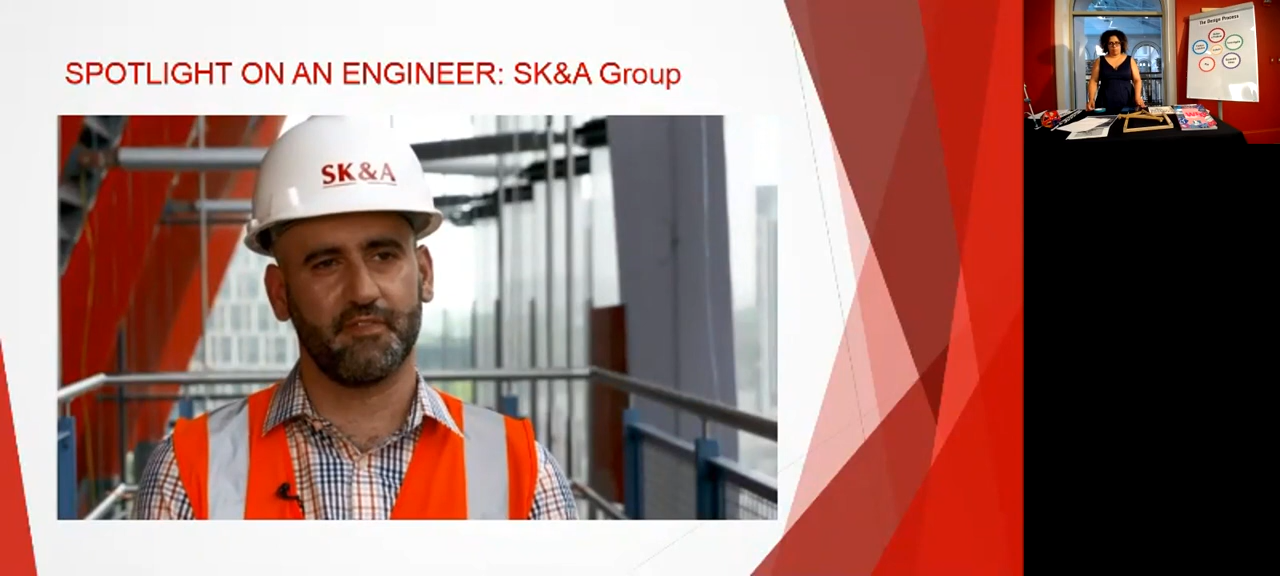 SPOTLIGHT ON AN ENGINEER: SK&A Group
SK&A
The Design Process